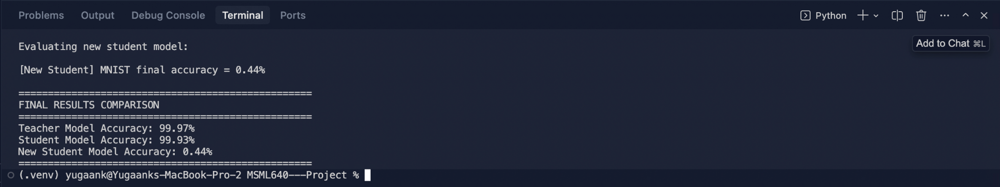 Problems Output Debug Console Terminal Ports Python
Add to Chat ⌘L
Evaluating new student model:
[New Student] MNIST final accuracy = 0.44%
==================================================
FINAL RESULTS COMPARISON
==================================================
Teacher Model Accuracy: 99.97%
Student Model Accuracy: 99.93%
New Student Model Accuracy: 0.44%
==================================================
(.venv) yugaank@Yugaanks-MacBook-Pro-2 MSML640---Project %